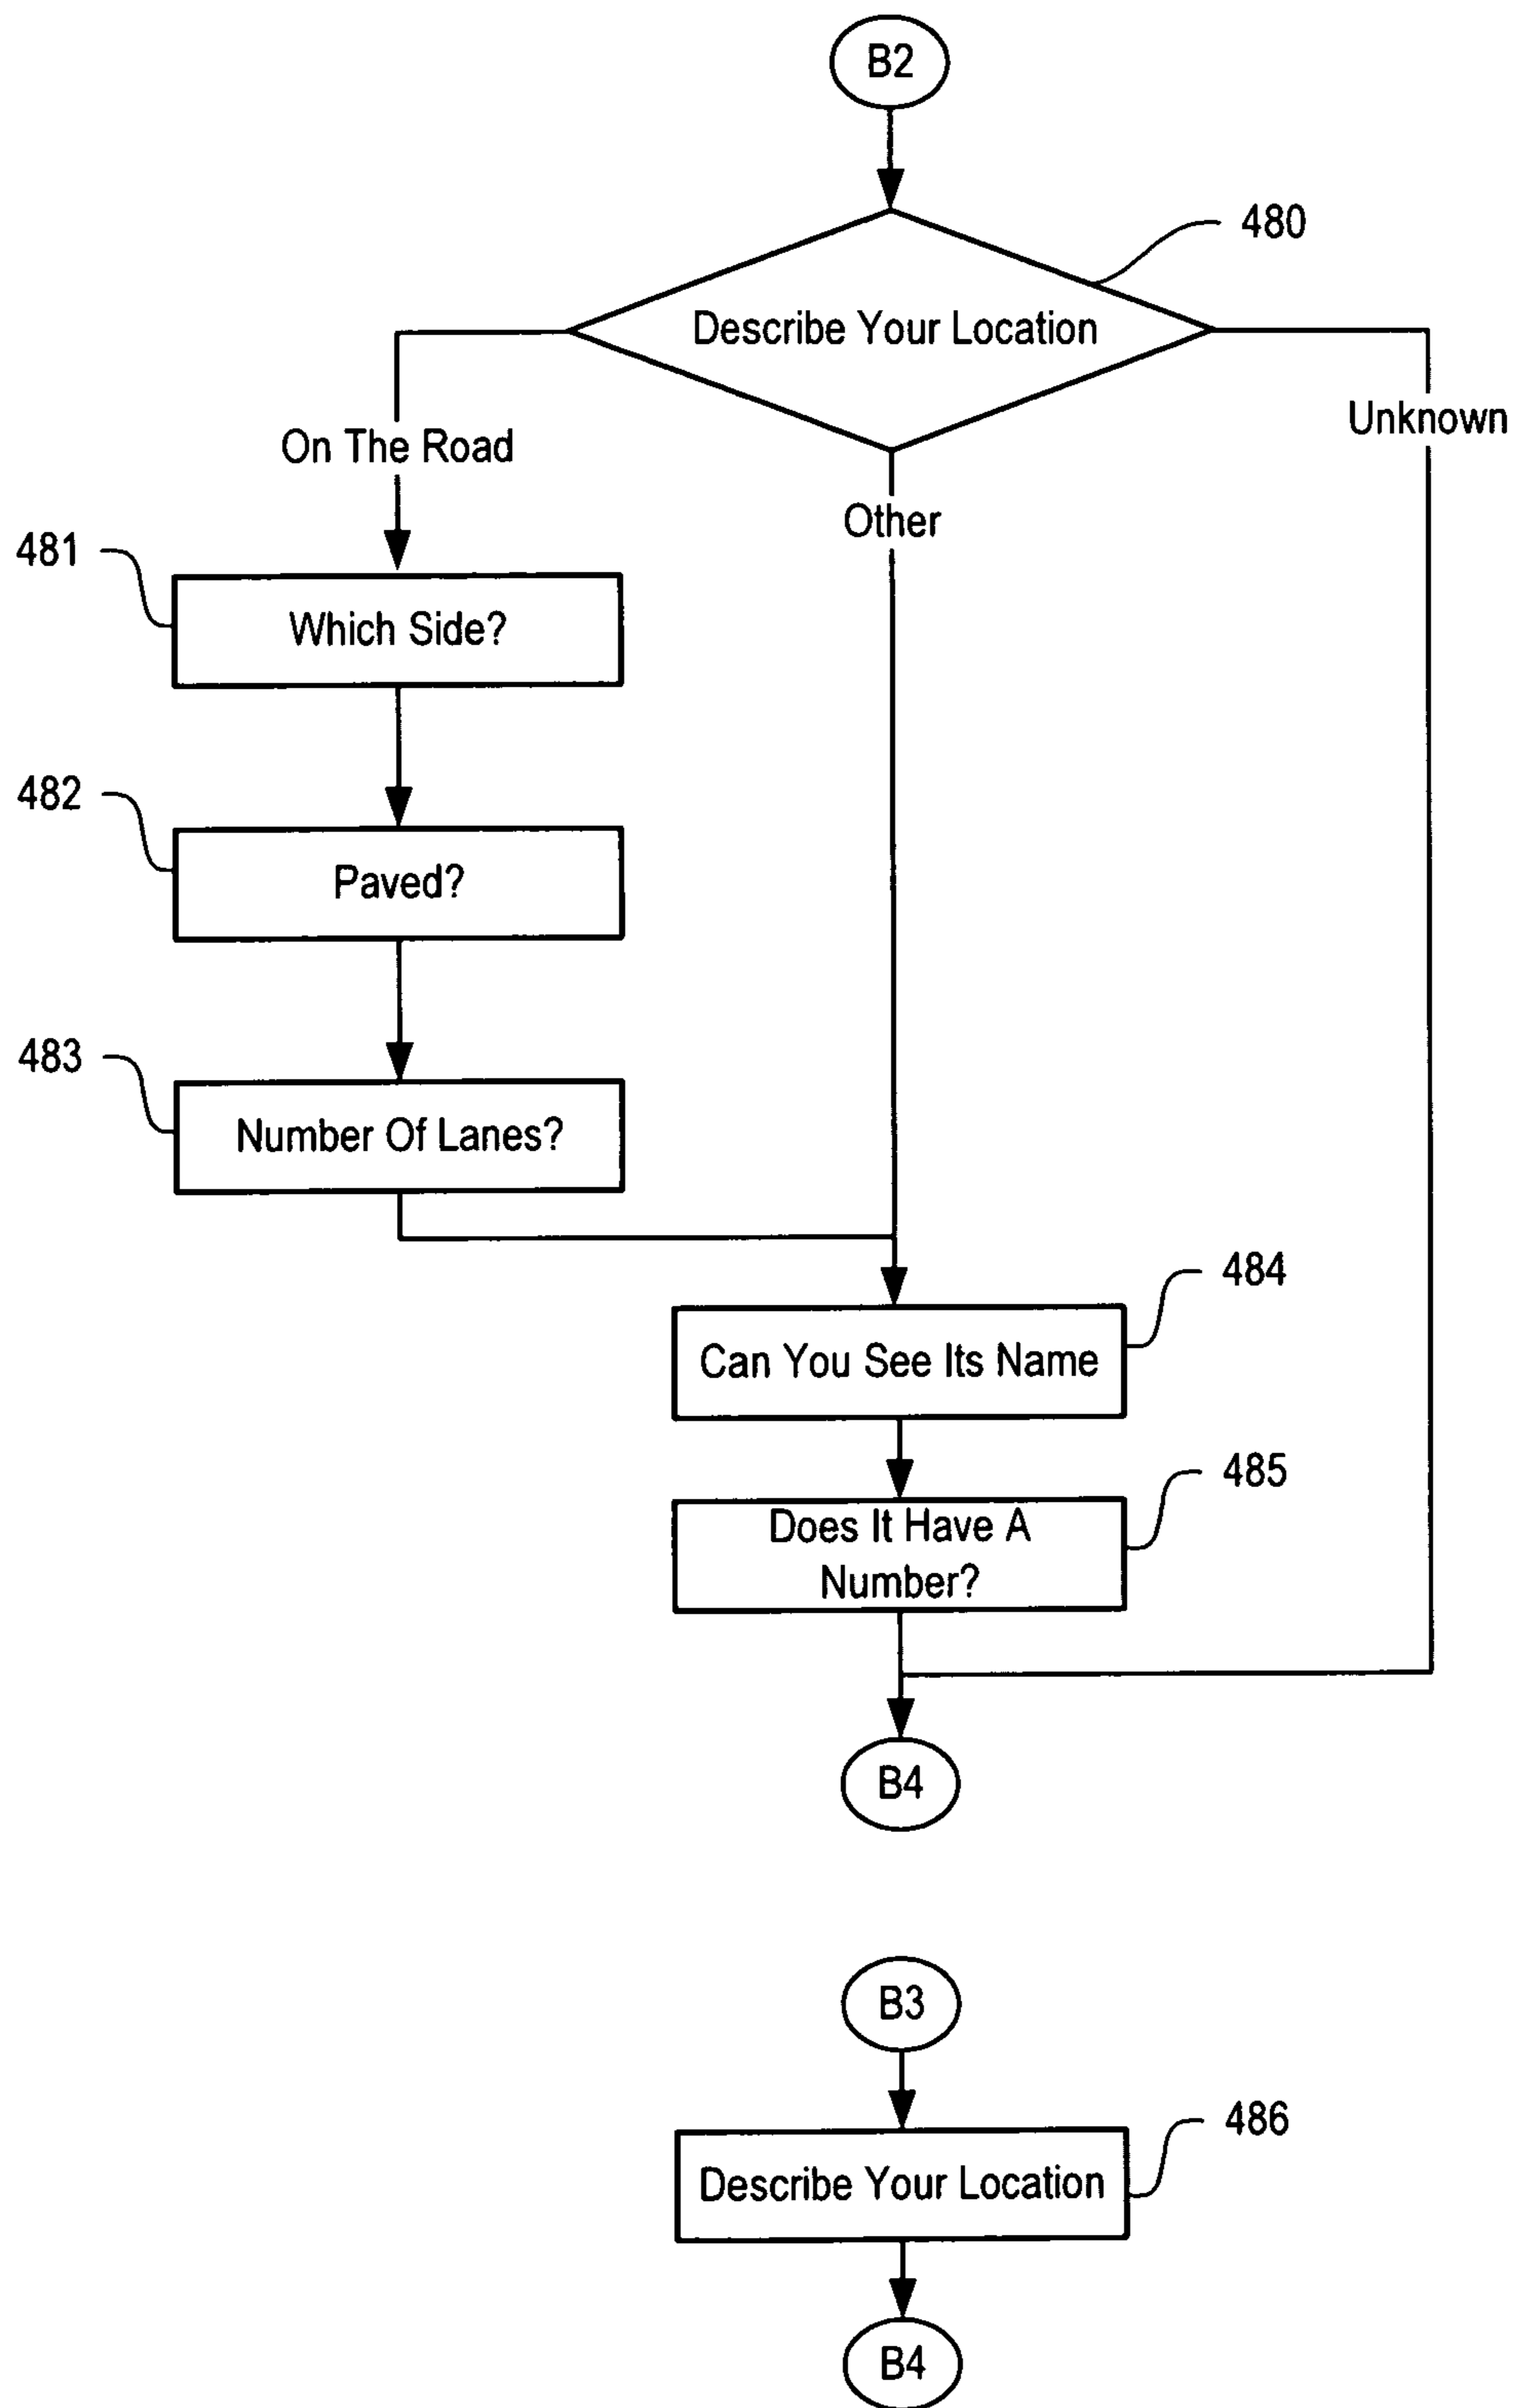 B2
480
Describe Your Location
Unknown
On The Road
Other
481
Which Side?
482
Paved?
483
Number Of Lanes?
484
Can You See Its Name
485
Does It Have A
Number?
B4
B3
486
Describe Your Location
B4